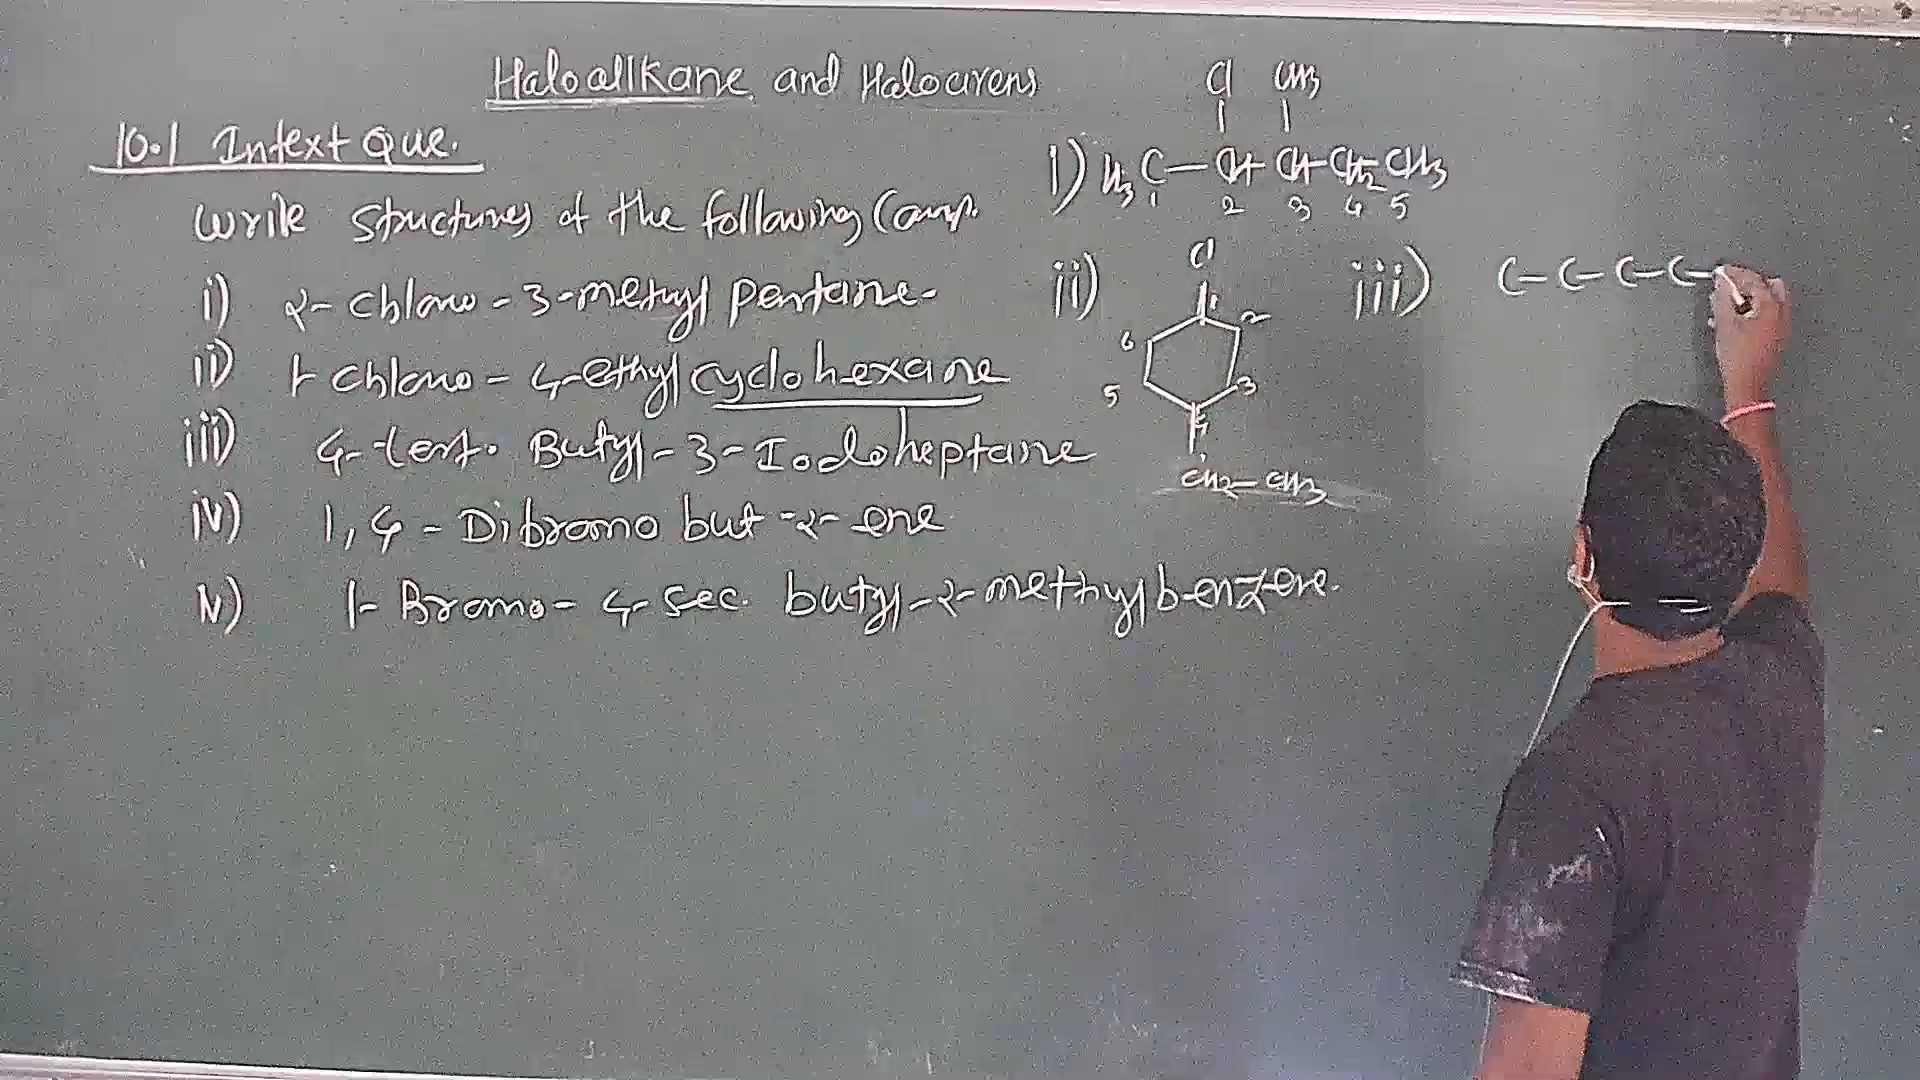 Haloallkane and Haloarens
10.1 Intext Que.
Write structures of the following Comp.
i) 2-chloro-3-methyl pentane-
ii) 1-chloro-4-ethyl cyclohexane
iii) 4-tert. Butyl-3-Iodoheptane
iv) 1,4-Dibromo but-2-ene
iv) 1-Bromo-4-sec. butyl-2-methylbenzene.
Cl CH3
1) H3C-CH-CH-CH2-CH3
1 2 3 4 5
ii)
Cl
1 2
6
5 3
4
CH2-CH3
iii) C-C-C-C-